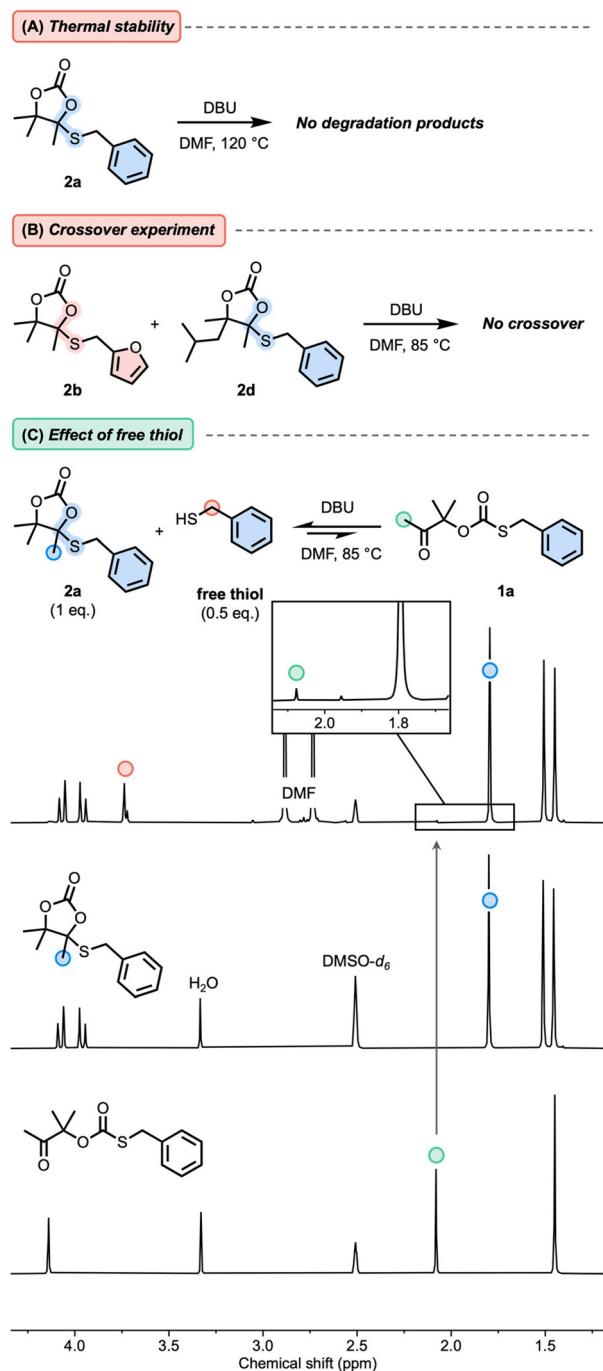 (A) Thermal stability
O
O
O
S
2a
DBU
DMF, 120 °C
No degradation products
(B) Crossover experiment
O
O
O
S
O
2b
+
O
O
O
S
2d
DBU
DMF, 85 °C
No crossover
(C) Effect of free thiol
O
O
O
S
2a
(1 eq.)
+
HS
free thiol
(0.5 eq.)
DBU
DMF, 85 °C
O
O
S
O
1a
2.0
1.8
DMF
O
O
O
S
H2O
DMSO-d6
O
O
S
O
4.0
3.5
3.0
2.5
2.0
1.5
Chemical shift (ppm)